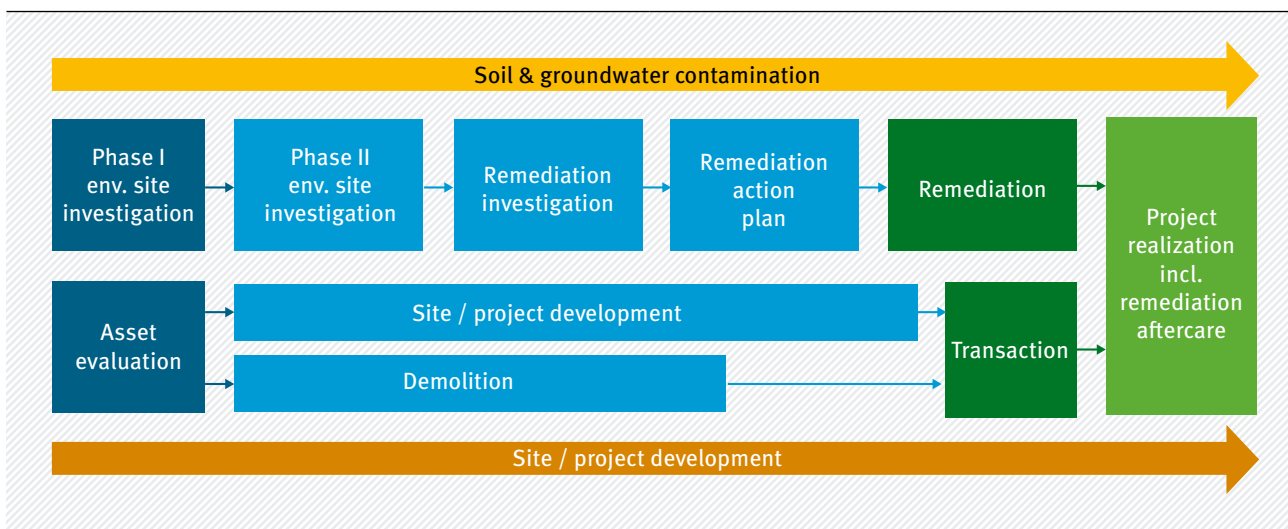 Soil & groundwater contamination
Phase I
env. site
investigation
Phase II
env. site
investigation
Remediation
investigation
Remediation
action
plan
Remediation
Project
realization
incl.
remediation
aftercare
Asset
evaluation
Site / project development
Demolition
Transaction
Site / project development